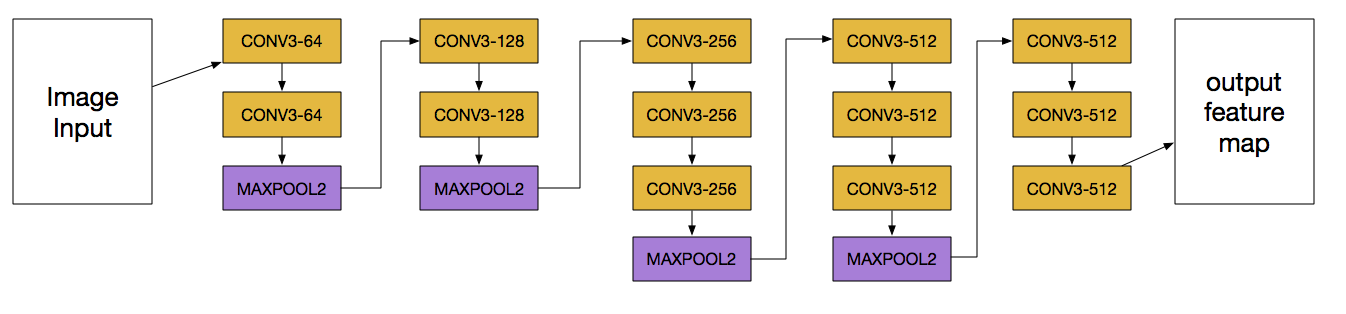 Image
Input
CONV3-64
CONV3-64
MAXPOOL2
CONV3-128
CONV3-128
MAXPOOL2
CONV3-256
CONV3-256
CONV3-256
MAXPOOL2
CONV3-512
CONV3-512
CONV3-512
MAXPOOL2
CONV3-512
CONV3-512
CONV3-512
output
feature
map